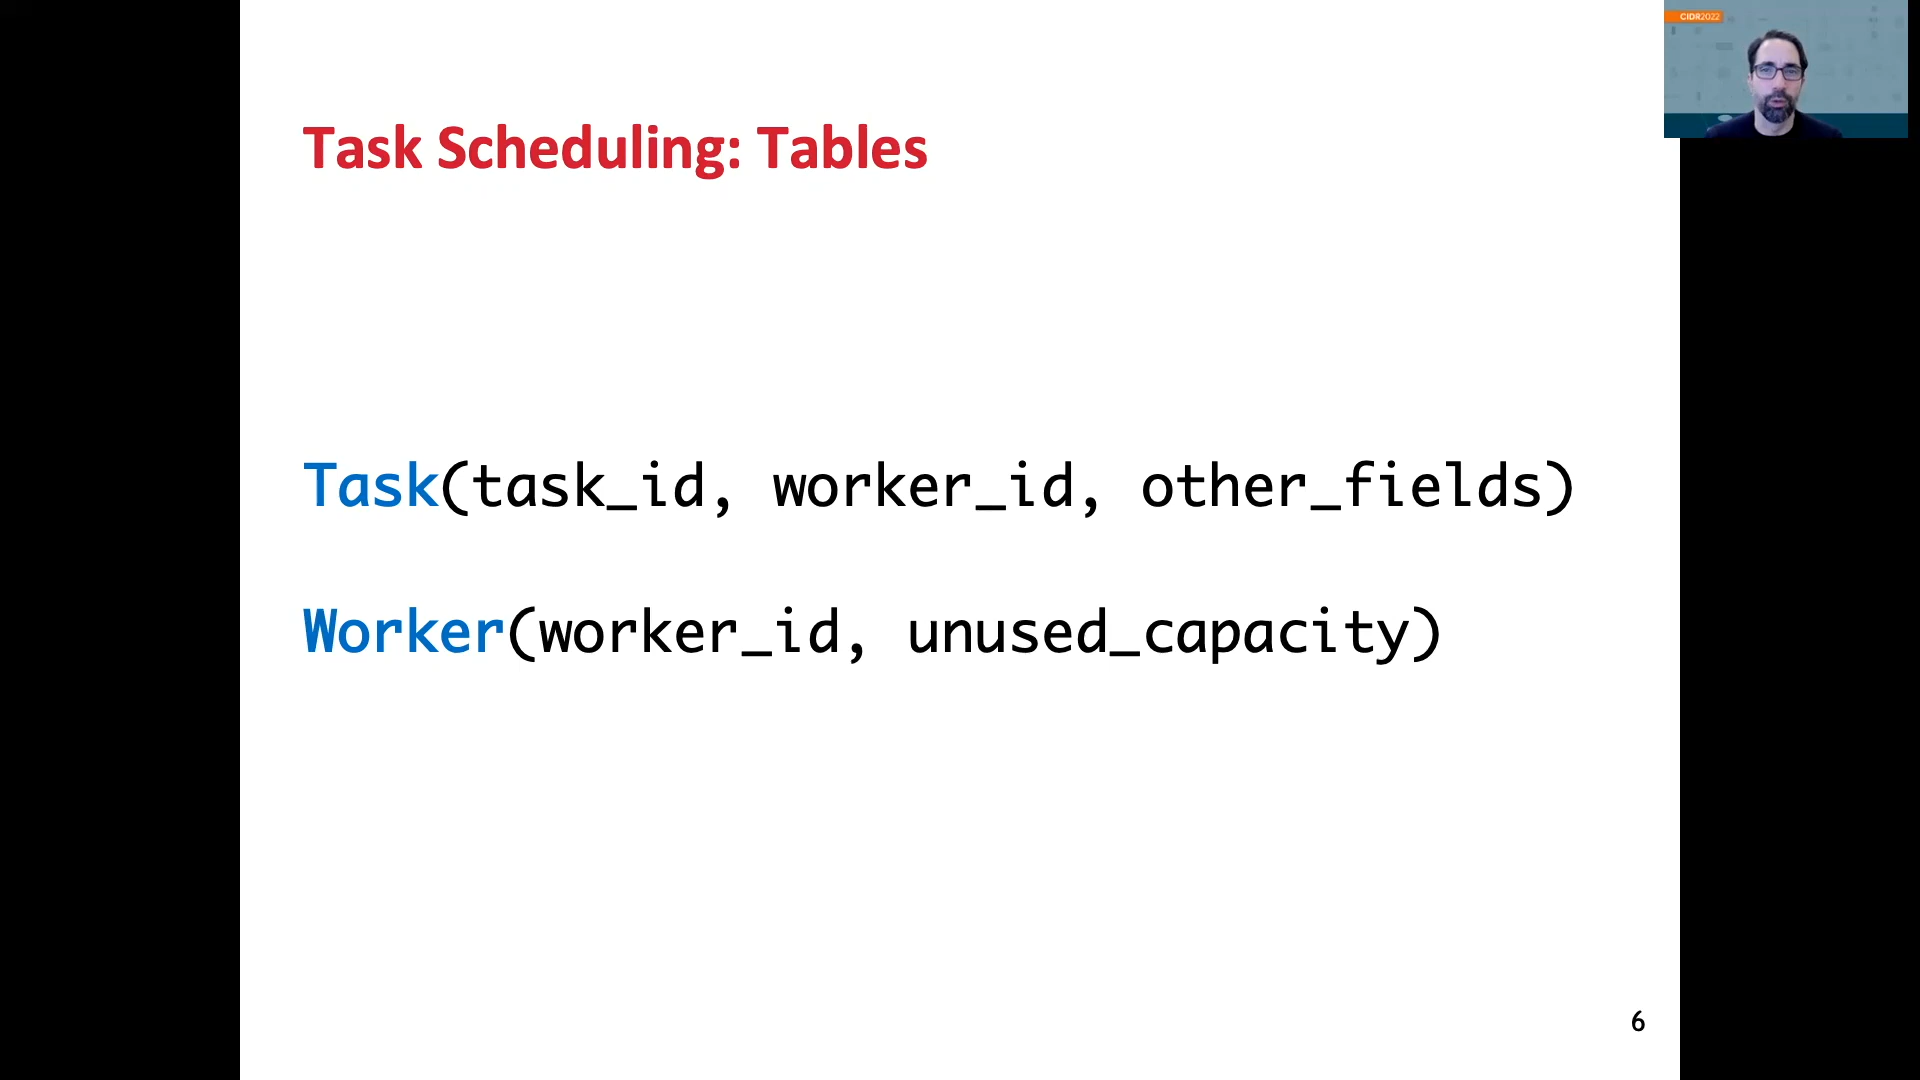 CIDR2022
Task Scheduling: Tables
Task(task_id, worker_id, other_fields)
Worker(worker_id, unused_capacity)
6